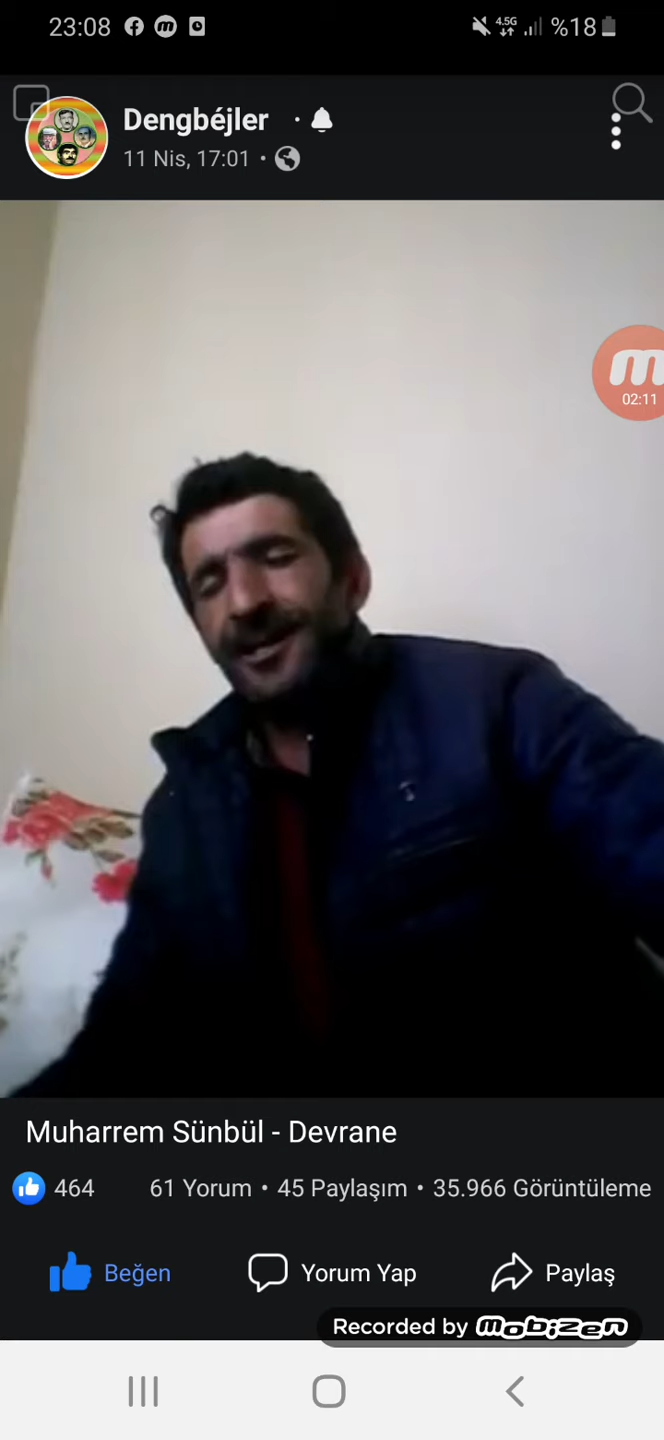 23:08 4.5G %18
Dengbéjler ·
11 Nis, 17:01 •
m
02:11
Muharrem Sünbül - Devrane
464 61 Yorum • 45 Paylaşım • 35.966 Görüntüleme
Beğen Yorum Yap Paylaş
Recorded by mobizen